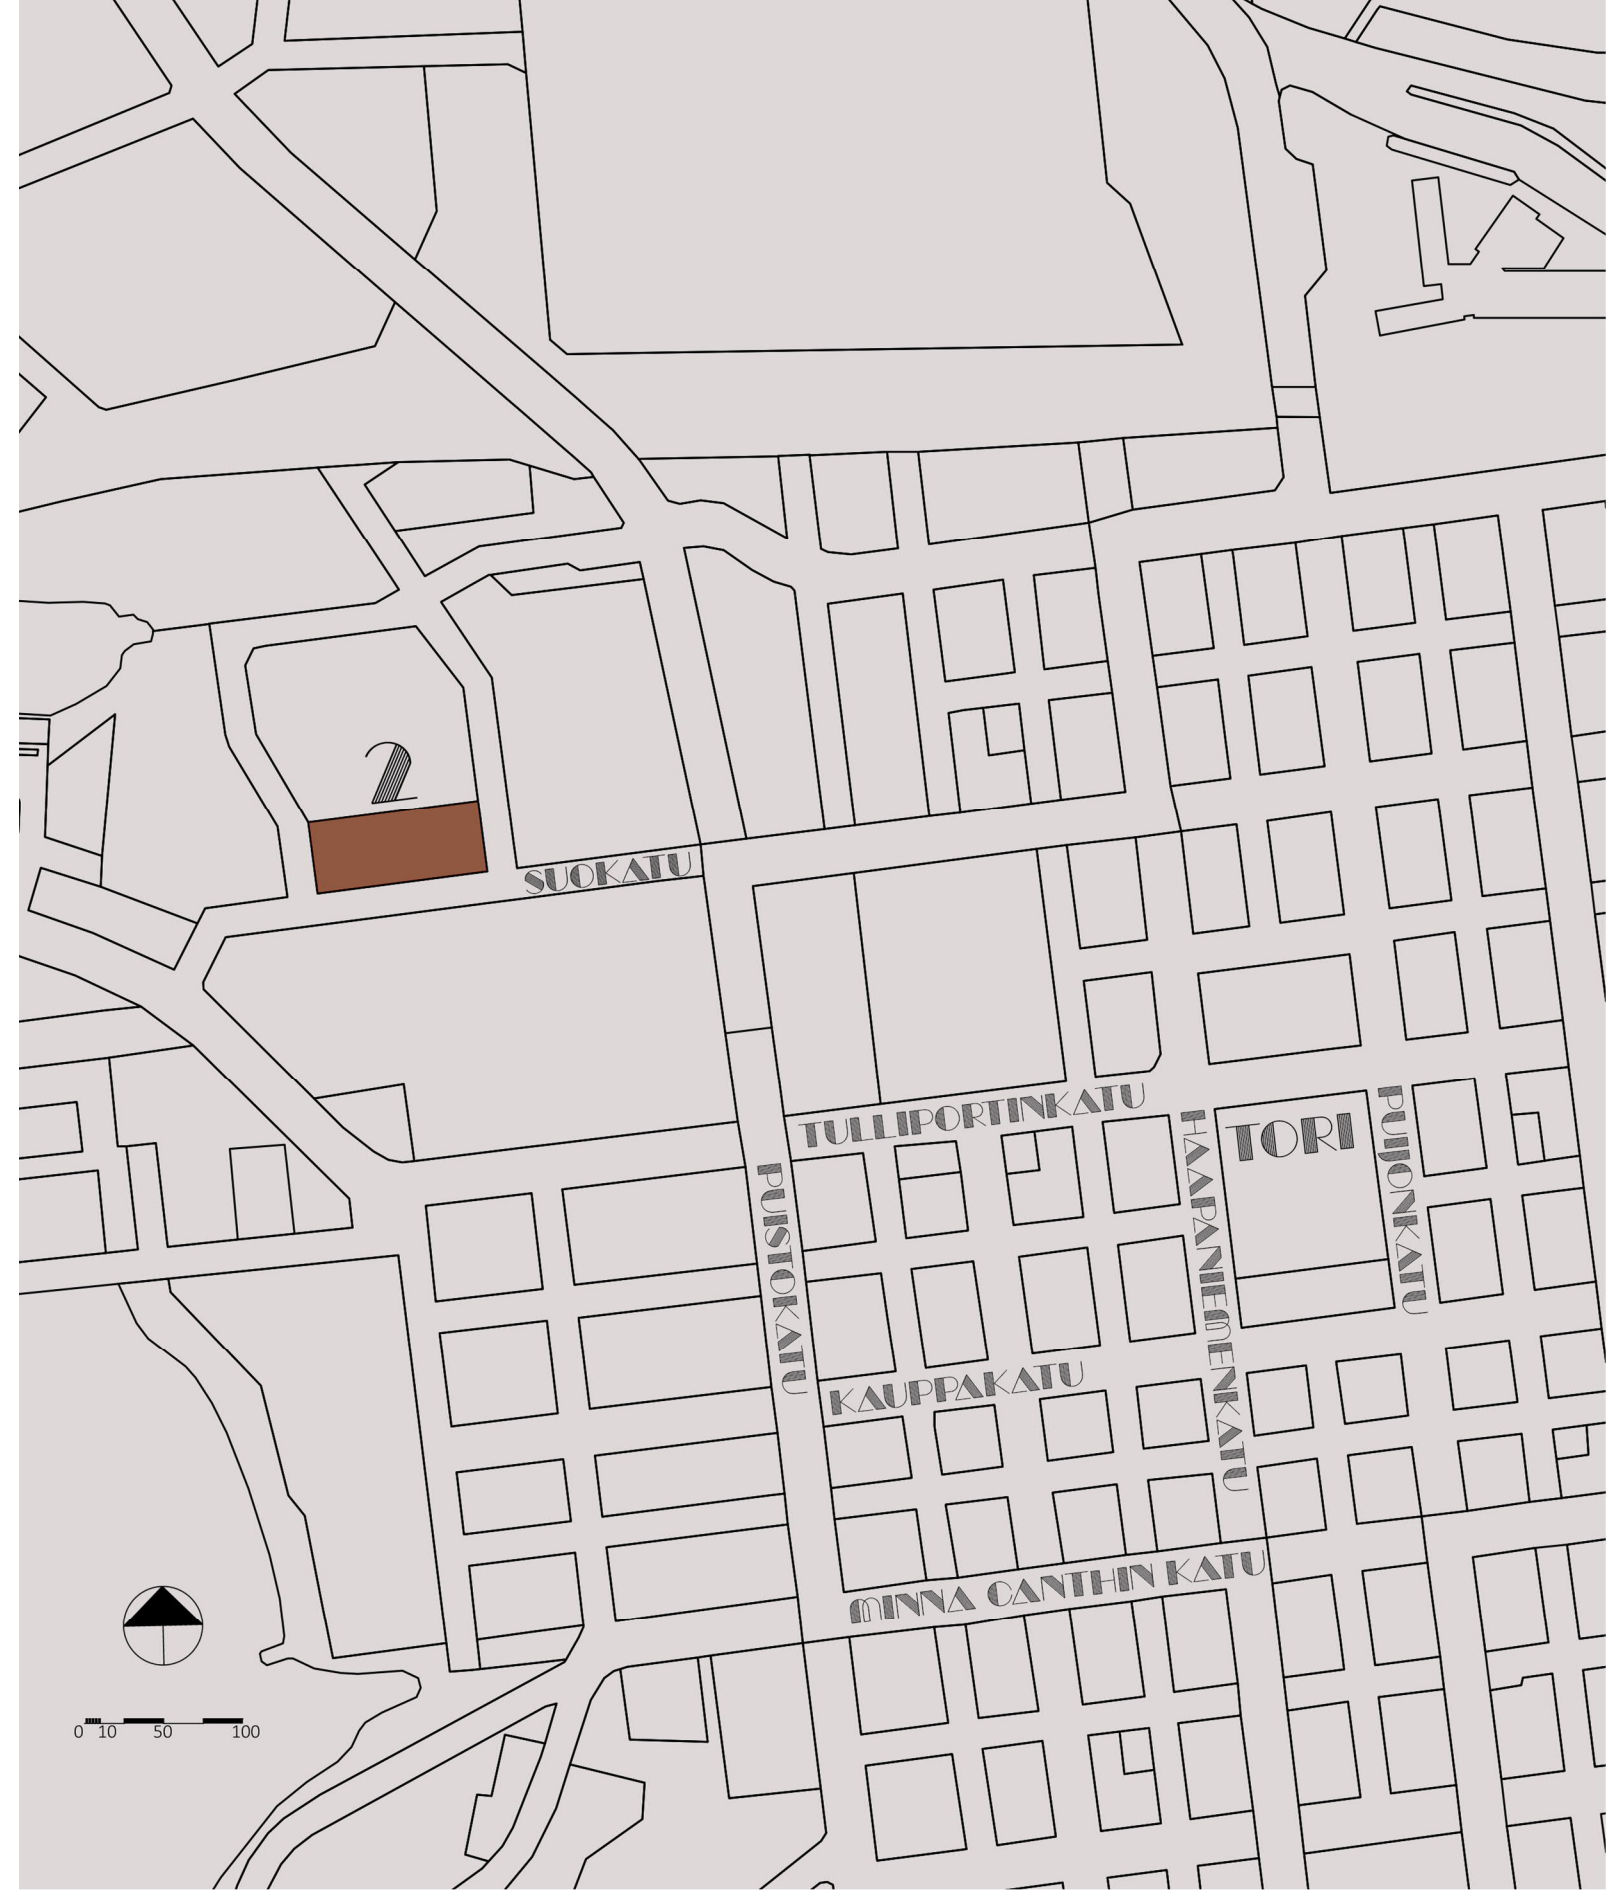 2
SUOKATU
TULLIPORTINKATU
TORI
PUIJONKATU
HAAPANIEMENKATU
PUISTOKATU
KAUPPAKATU
MINNA CANTHIN KATU
0 10 50 100